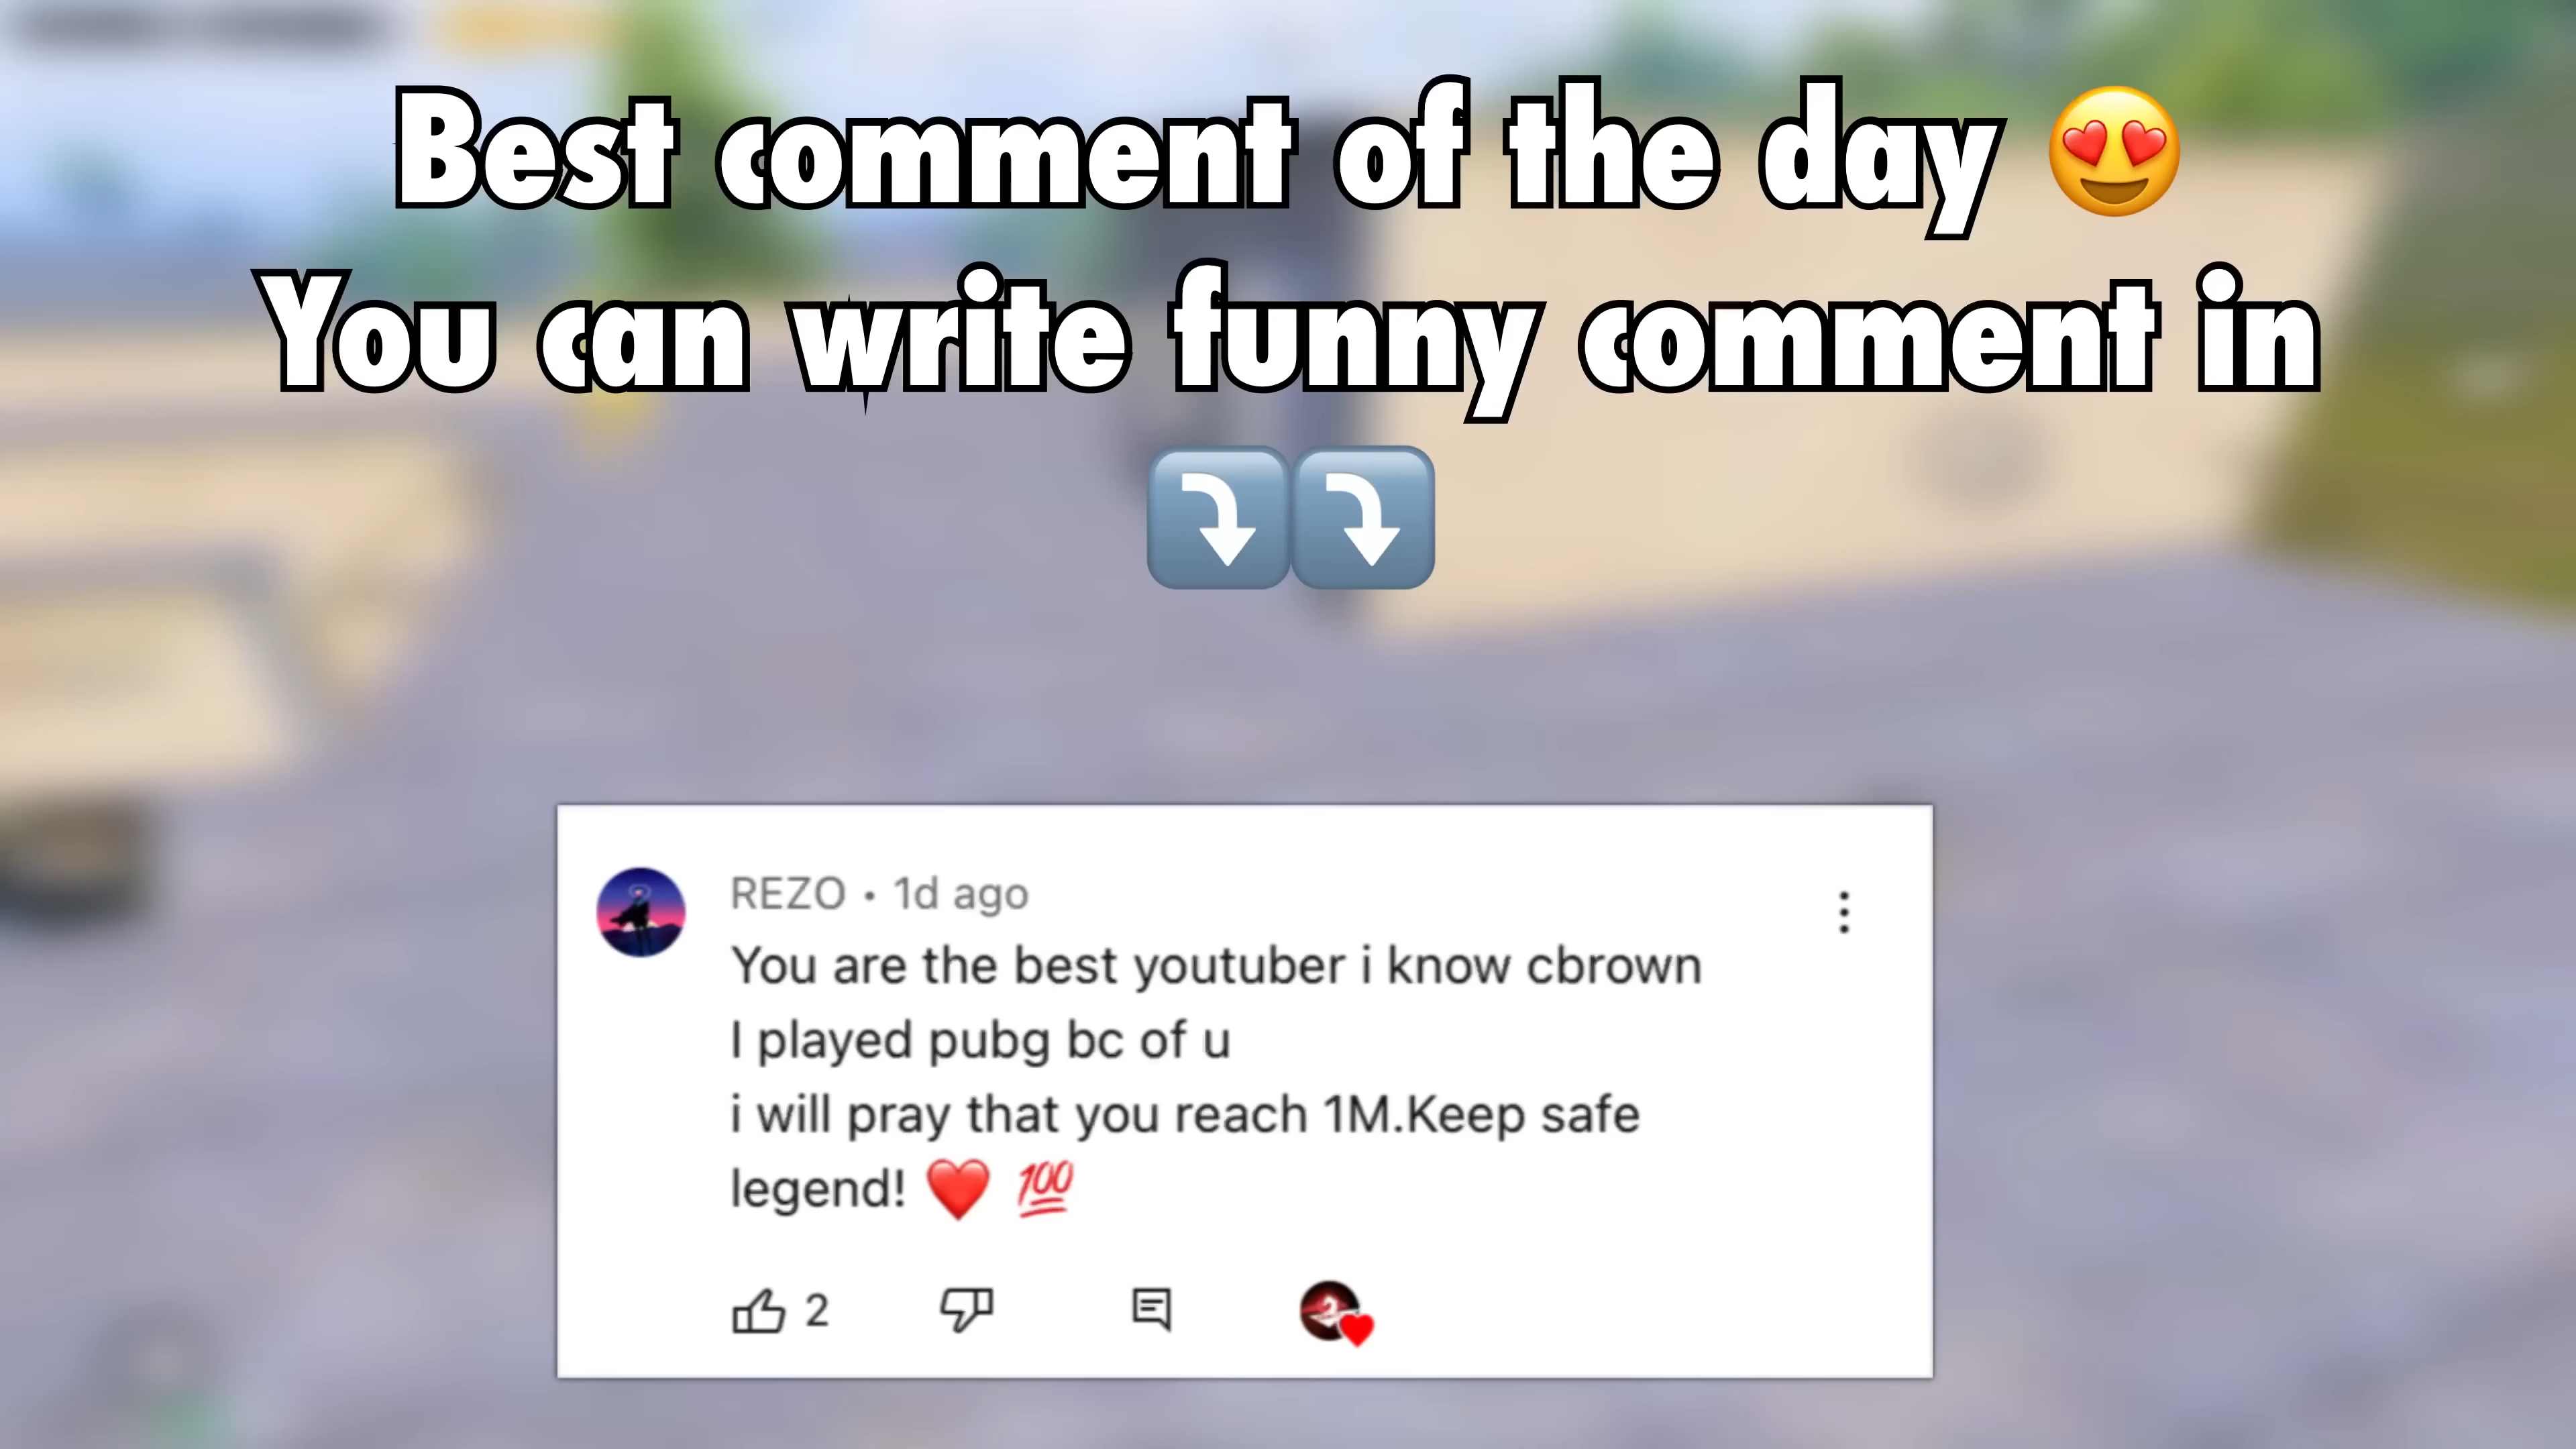 Best comment of the day 😍
You can write funny comment in
⤵️⤵️
REZO • 1d ago
You are the best youtuber i know cbrown
I played pubg bc of u
i will pray that you reach 1M.Keep safe
legend! ❤️ 💯
2